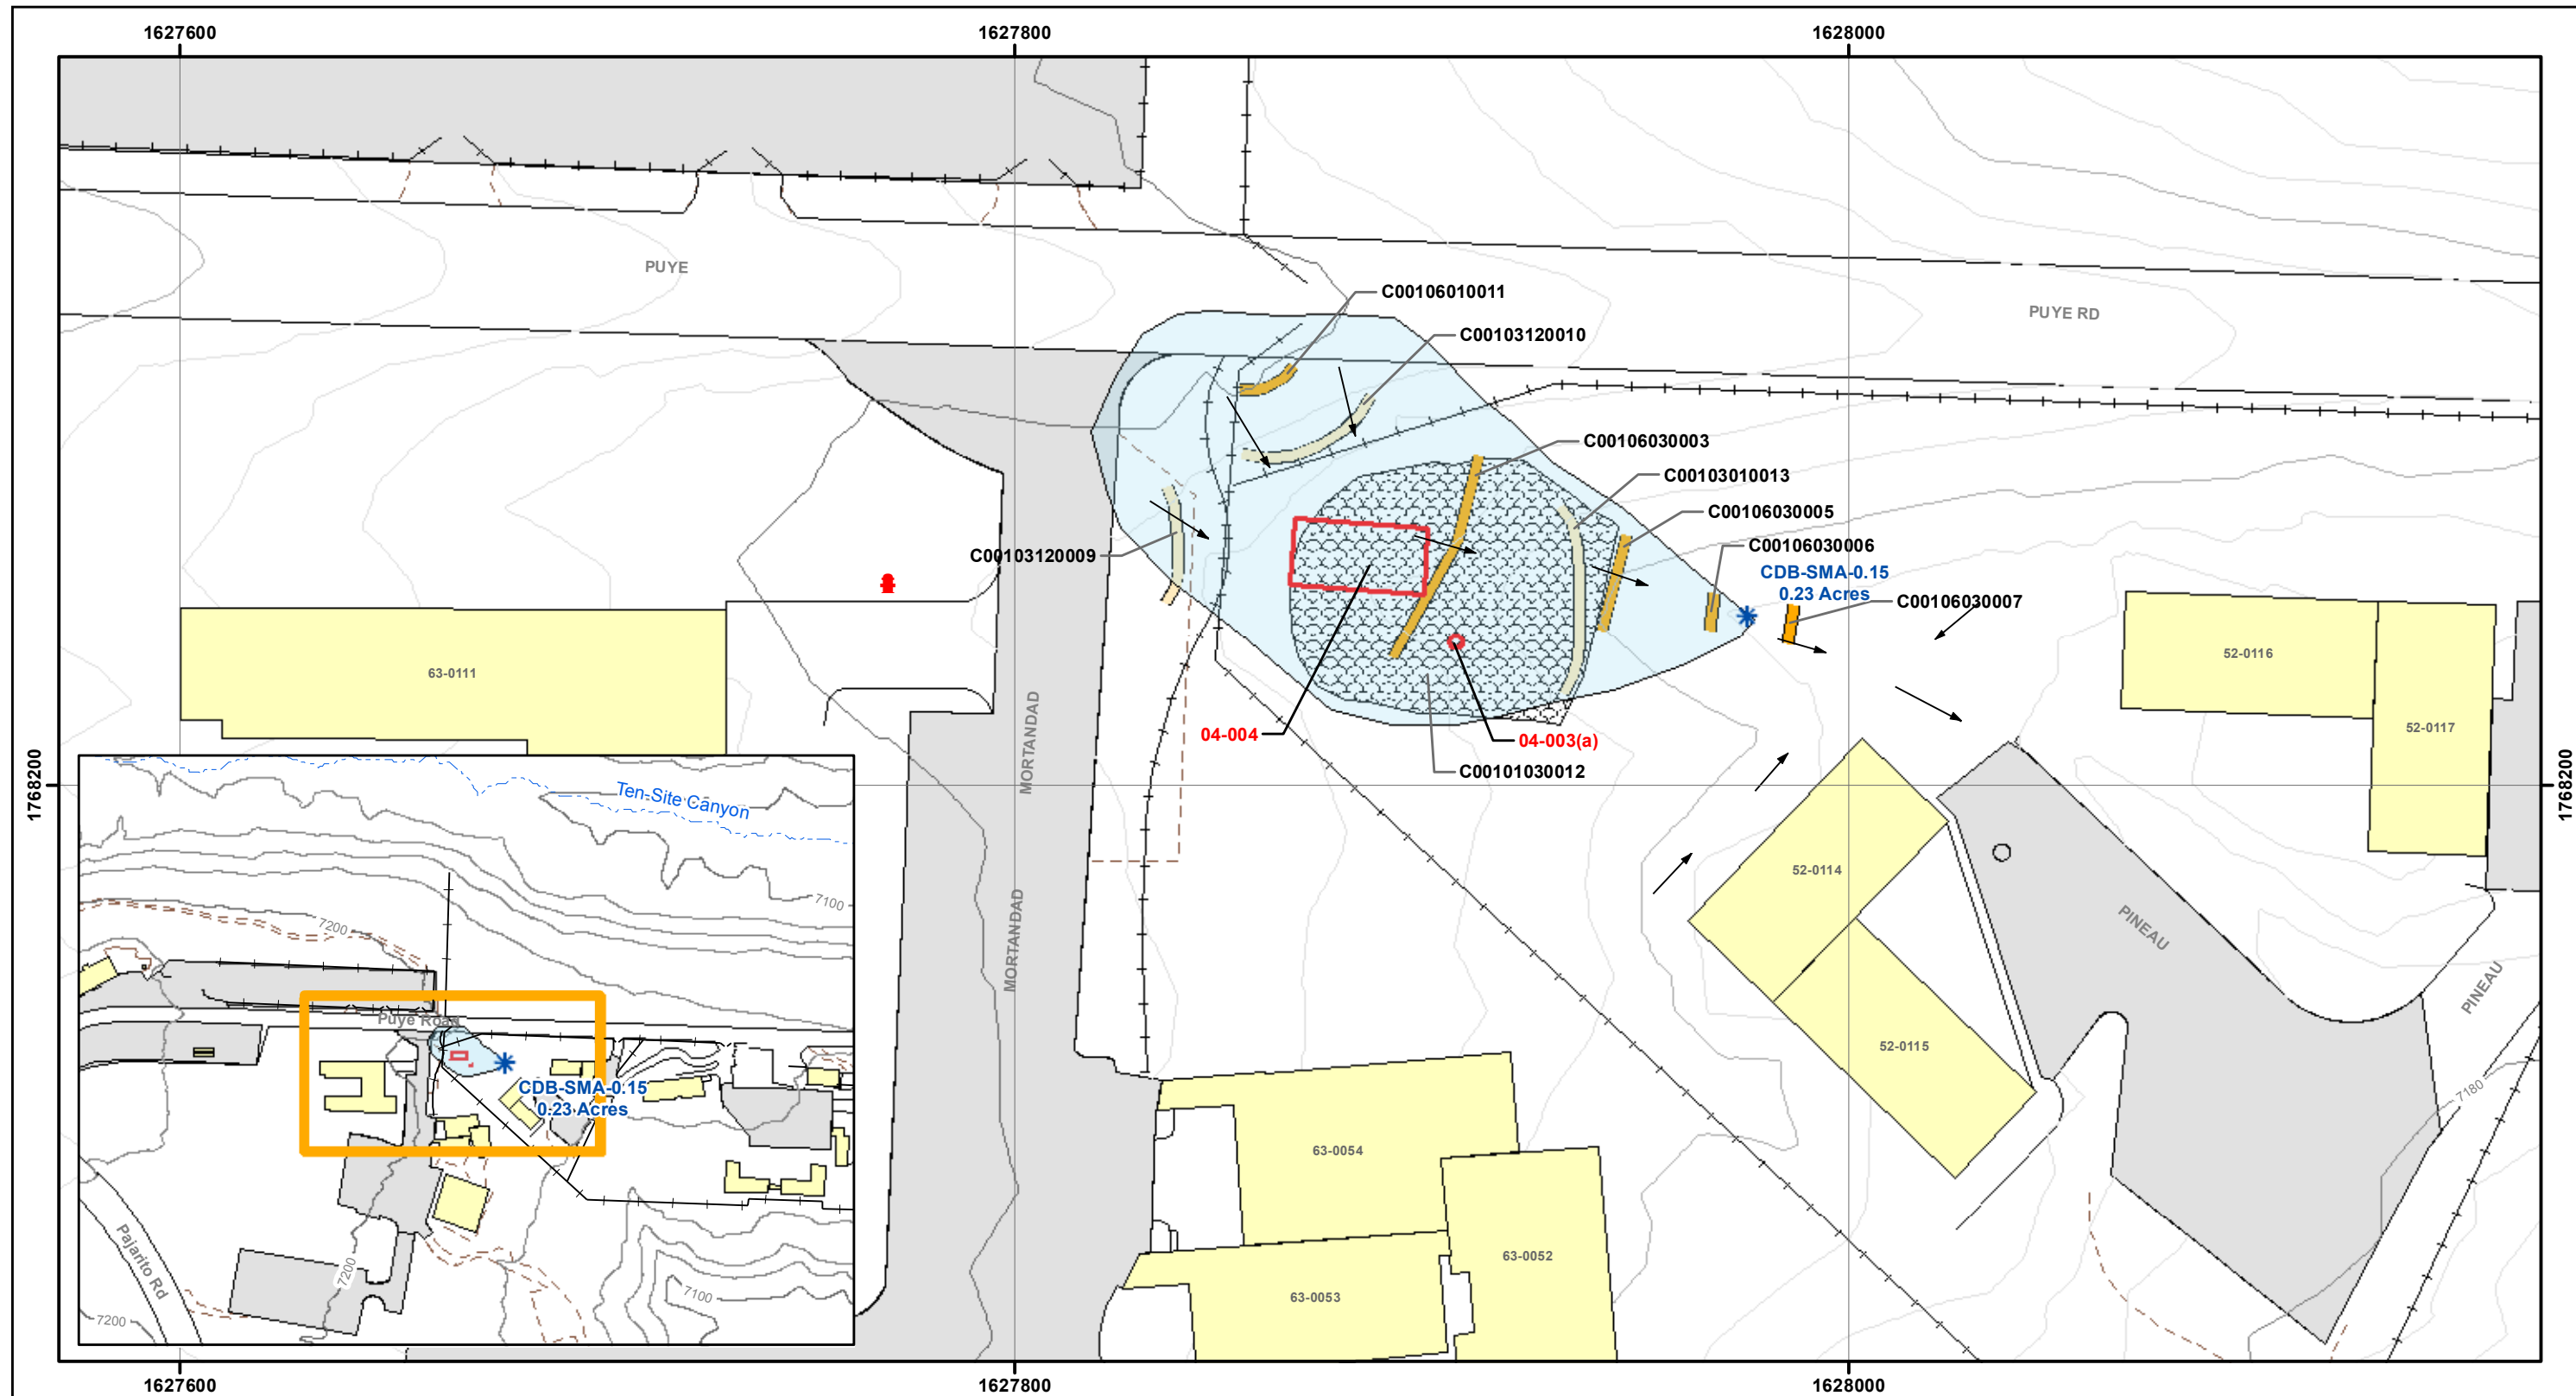 1627600
1627800
1628000
PUYE
PUYE RD
C00106010011
C00103120010
C00106030003
C00103010013
C00106030005
C00106030006
C00103120009
CDB-SMA-0.15
0.23 Acres
C00106030007
63-0111
52-0116
52-0117
04-004
04-003(a)
C00101030012
MORTANDAD
1768200
1768200
52-0114
PINEAU
PINEAU
MORTANDAD
52-0115
7180
63-0054
63-0052
63-0053
Ten-Site Canyon
7100
7200
Puye Road
CDB-SMA-0.15
0.23 Acres
Pajarito Rd
7200
7100
7200
1627600
1627800
1628000